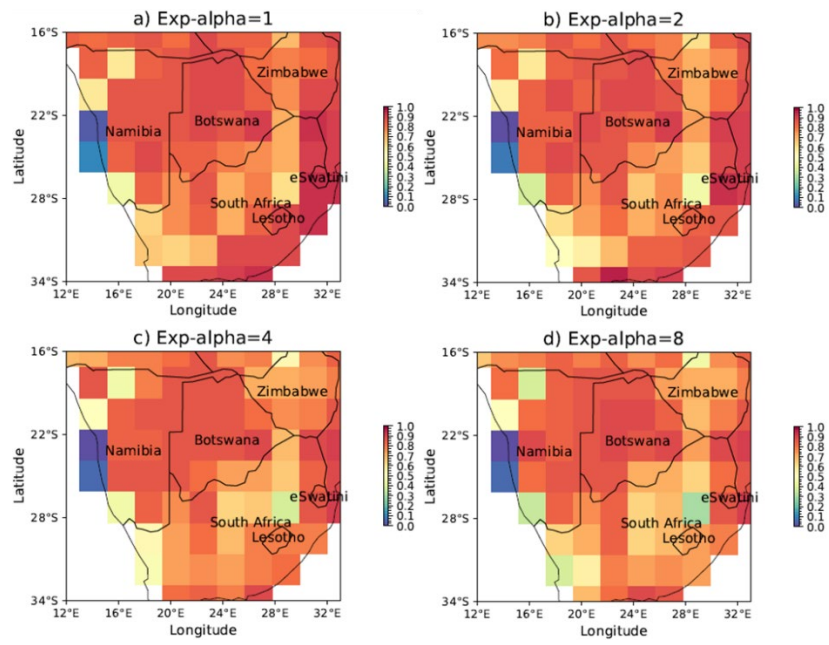 a) Exp-alpha=1
16°S
22°S
28°S
34°S
Latitude
Zimbabwe
Botswana
Namibia
eSwatini
South Africa
Lesotho
12°E 16°E 20°E 24°E 28°E 32°E
Longitude
1.0
0.9
0.8
0.7
0.6
0.5
0.4
0.3
0.2
0.1
0.0
b) Exp-alpha=2
16°S
22°S
28°S
34°S
Latitude
Zimbabwe
Botswana
Namibia
eSwatini
South Africa
Lesotho
12°E 16°E 20°E 24°E 28°E 32°E
Longitude
1.0
0.9
0.8
0.7
0.6
0.5
0.4
0.3
0.2
0.1
0.0
c) Exp-alpha=4
16°S
22°S
28°S
34°S
Latitude
Zimbabwe
Botswana
Namibia
eSwatini
South Africa
Lesotho
12°E 16°E 20°E 24°E 28°E 32°E
Longitude
1.0
0.9
0.8
0.7
0.6
0.5
0.4
0.3
0.2
0.1
0.0
d) Exp-alpha=8
16°S
22°S
28°S
34°S
Latitude
Zimbabwe
Botswana
Namibia
eSwatini
South Africa
Lesotho
12°E 16°E 20°E 24°E 28°E 32°E
Longitude
1.0
0.9
0.8
0.7
0.6
0.5
0.4
0.3
0.2
0.1
0.0